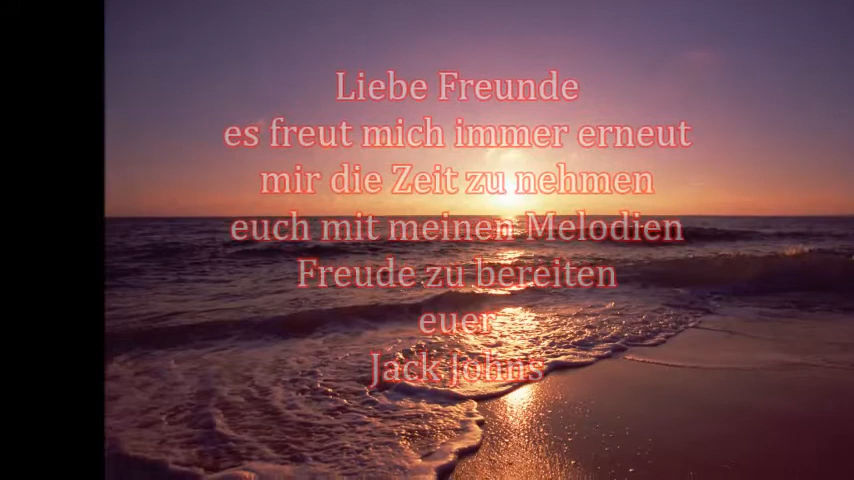 Liebe Freunde
es freut mich immer erneut
mir die Zeit zu nehmen
euch mit meinen Melodien
Freude zu bereiten
euer
Jack Johns